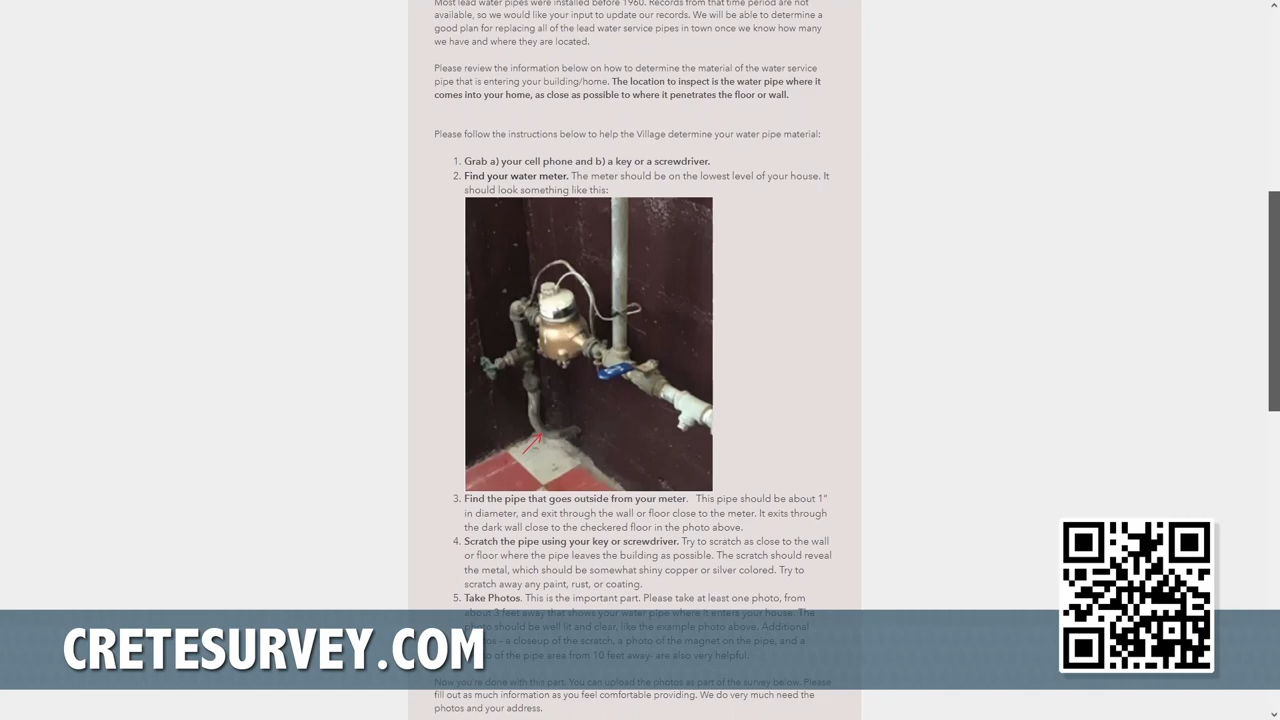 Most lead water pipes were installed before 1960. Records from that time period are not
available, so we would like your input to update our records. We will be able to determine a
good plan for replacing all of the lead water service pipes in town once we know how many
we have and where they are located.
Please review the information below on how to determine the material of the water service
pipe that is entering your building/home. The location to inspect is the water pipe where it
comes into your home, as close as possible to where it penetrates the floor or wall.
Please follow the instructions below to help the Village determine your water pipe material:
1. Grab a) your cell phone and b) a key or a screwdriver.
2. Find your water meter. The meter should be on the lowest level of your house. It
should look something like this:
3. Find the pipe that goes outside from your meter. This pipe should be about 1"
in diameter, and exit through the wall or floor close to the meter. It exits through
the dark wall close to the checkered floor in the photo above.
4. Scratch the pipe using your key or screwdriver. Try to scratch as close to the wall
or floor where the pipe leaves the building as possible. The scratch should reveal
the metal, which should be somewhat shiny copper or silver colored. Try to
scratch away any paint, rust, or coating.
5. Take Photos. This is the important part. Please take at least one photo, from
about 3 feet away that shows your water pipe where it enters your house. The
photo should be well lit and clear, like the example photo above. Additional
- a closeup of the scratch, a photo of the magnet on the pipe, and a
of the pipe area from 10 feet away- are also very helpful.
CRETESURVEY.COM
Now you're done with this part. You can upload the photos as part of the survey below. Please
fill out as much information as you feel comfortable providing. We do very much need the
photos and your address.